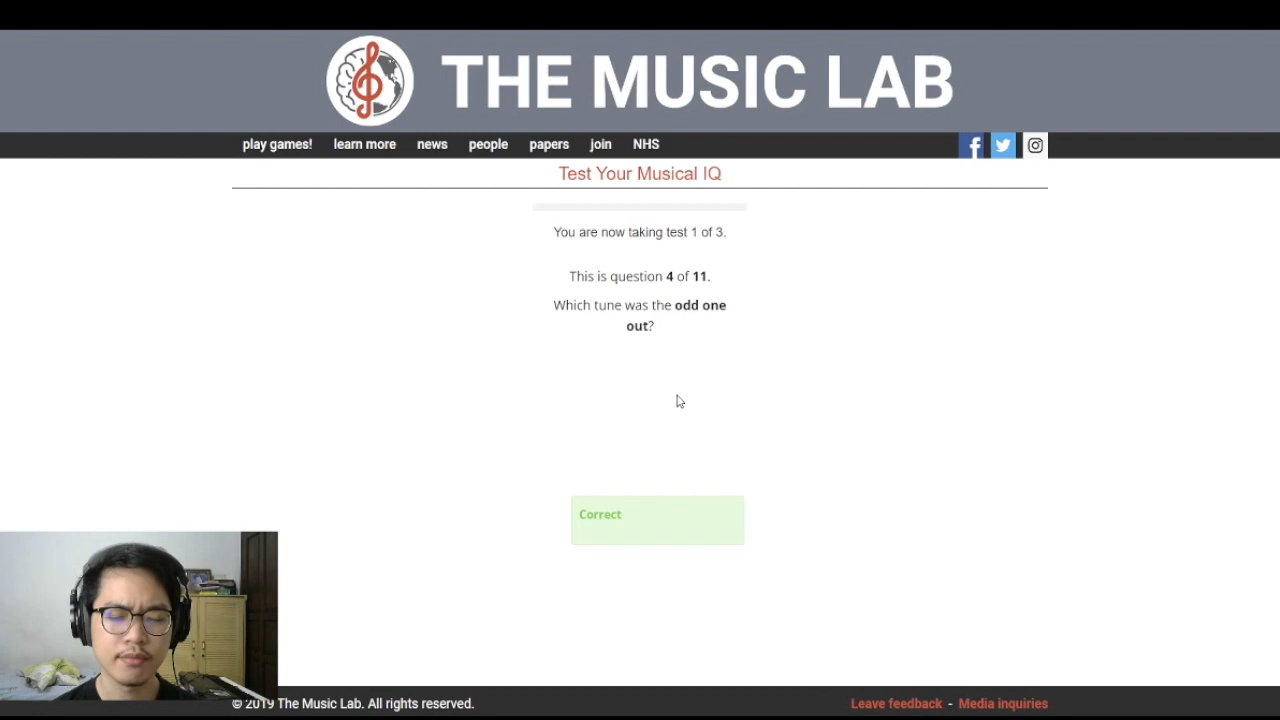 THE MUSIC LAB
play games! learn more news people papers join NHS
Test Your Musical IQ
You are now taking test 1 of 3.
This is question 4 of 11.
Which tune was the odd one
out?
Correct
© 2019 The Music Lab. All rights reserved.
Leave feedback - Media inquiries